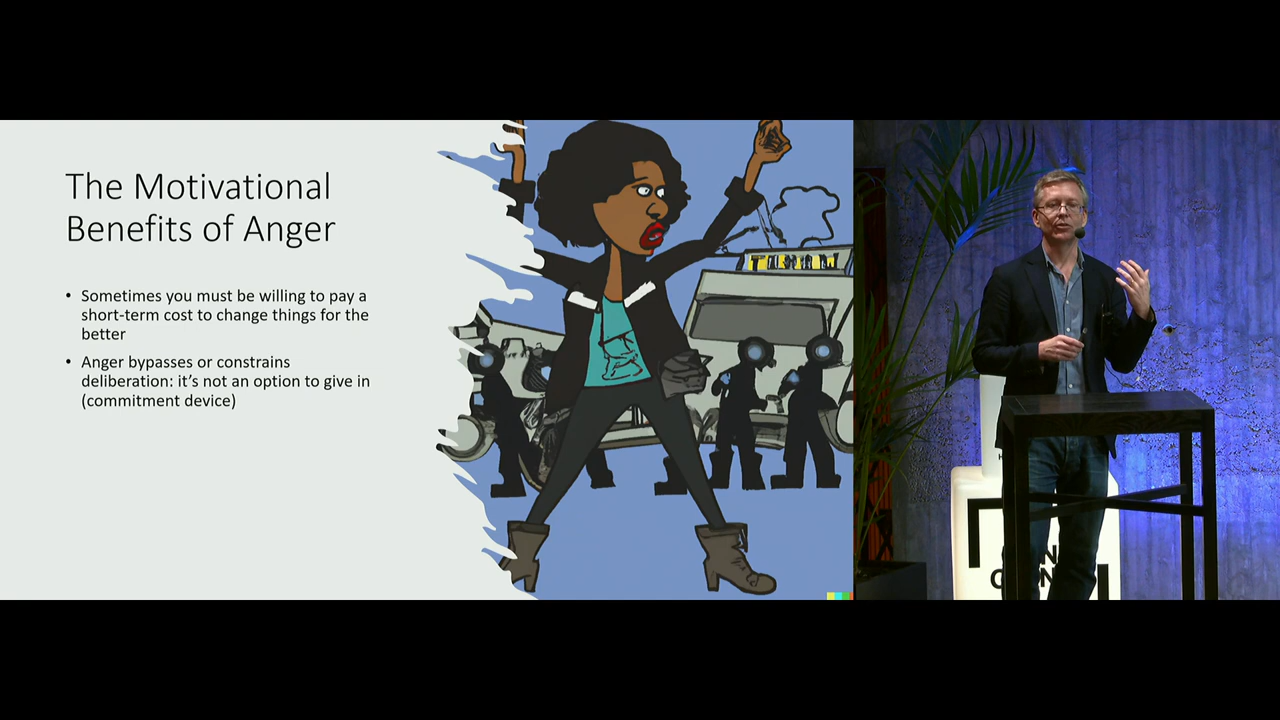 The Motivational
Benefits of Anger
• Sometimes you must be willing to pay a
short-term cost to change things for the
better
• Anger bypasses or constrains
deliberation: it's not an option to give in
(commitment device)